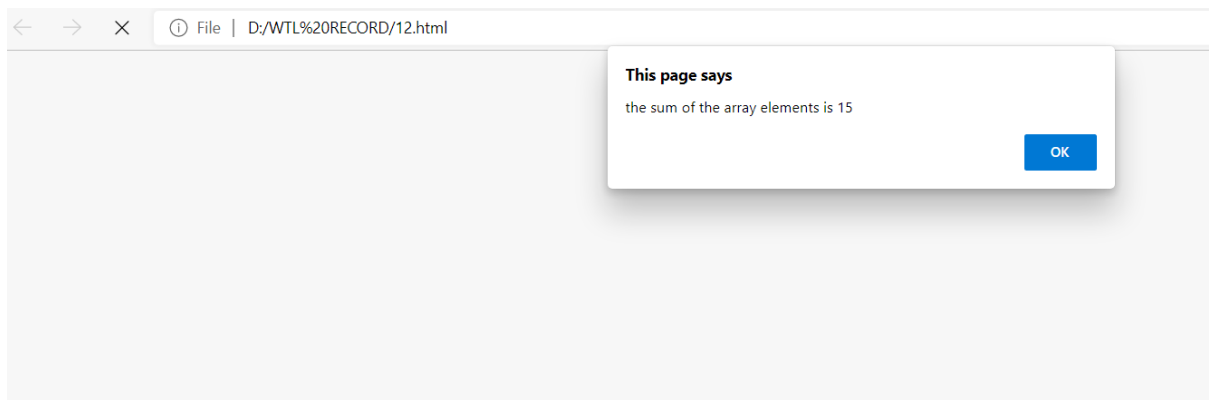 File | D:/WTL%20RECORD/12.html
This page says
the sum of the array elements is 15
OK